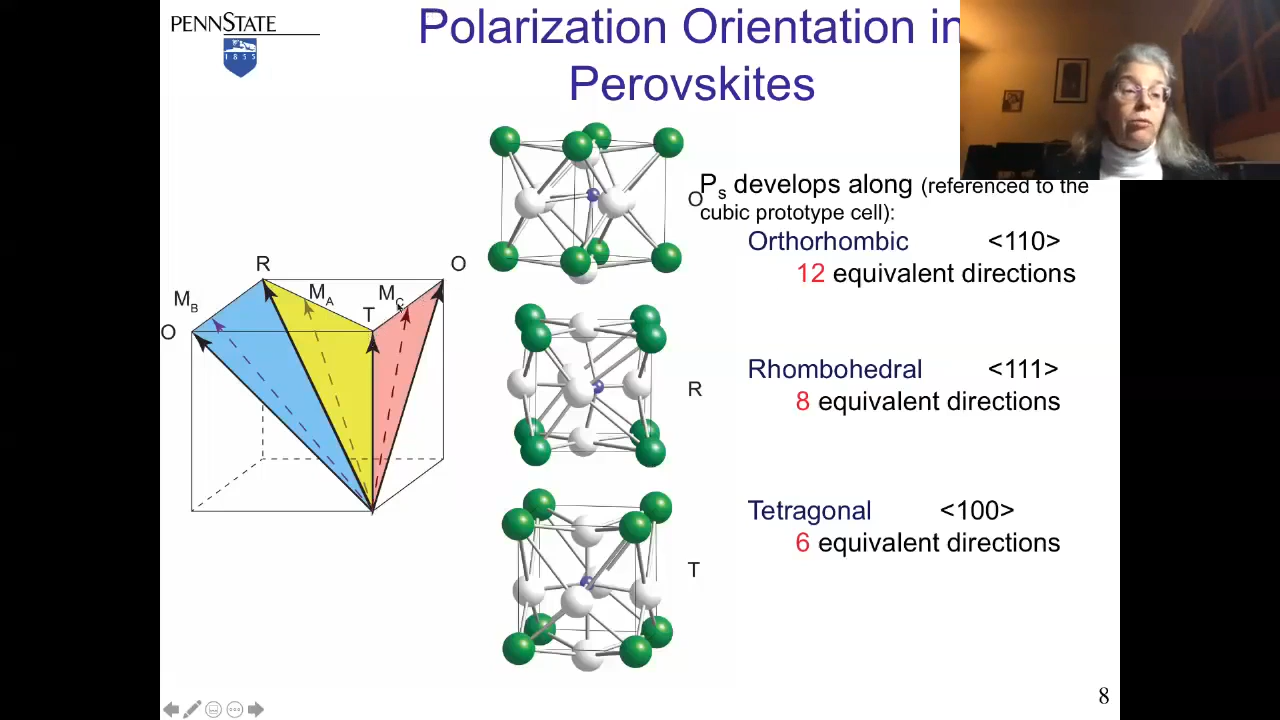 PENNSTATE
1855
Polarization Orientation in
Perovskites
Ps develops along (referenced to the
cubic prototype cell):
Orthorhombic <110>
12 equivalent directions
Rhombohedral <111>
8 equivalent directions
Tetragonal <100>
6 equivalent directions
R
O
MB
MA
MC
T
O
O
R
T
8